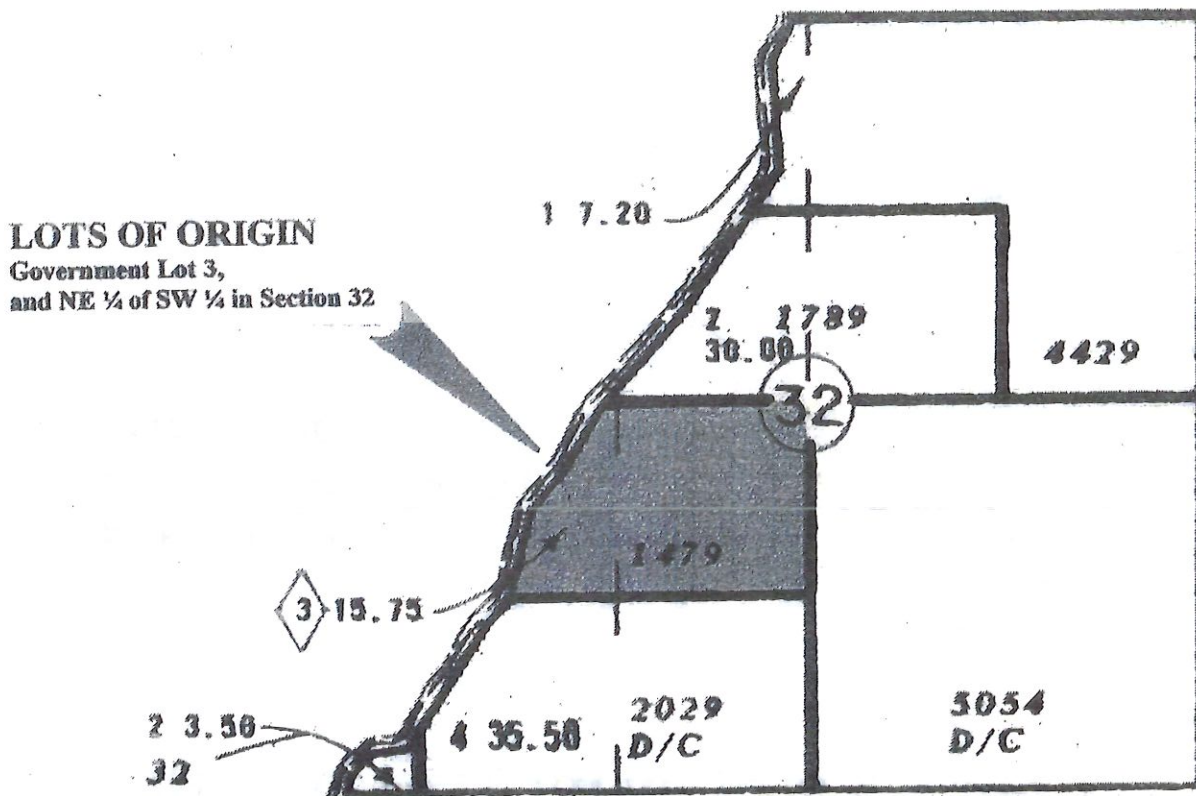 LOTS OF ORIGIN
Government Lot 3,
and NE ¼ of SW ¼ in Section 32
1 7.20
2 1789
30.00
4429
32
1479
3 15.75
2 3.50
32
4 36.50
2029
D/C
5054
D/C